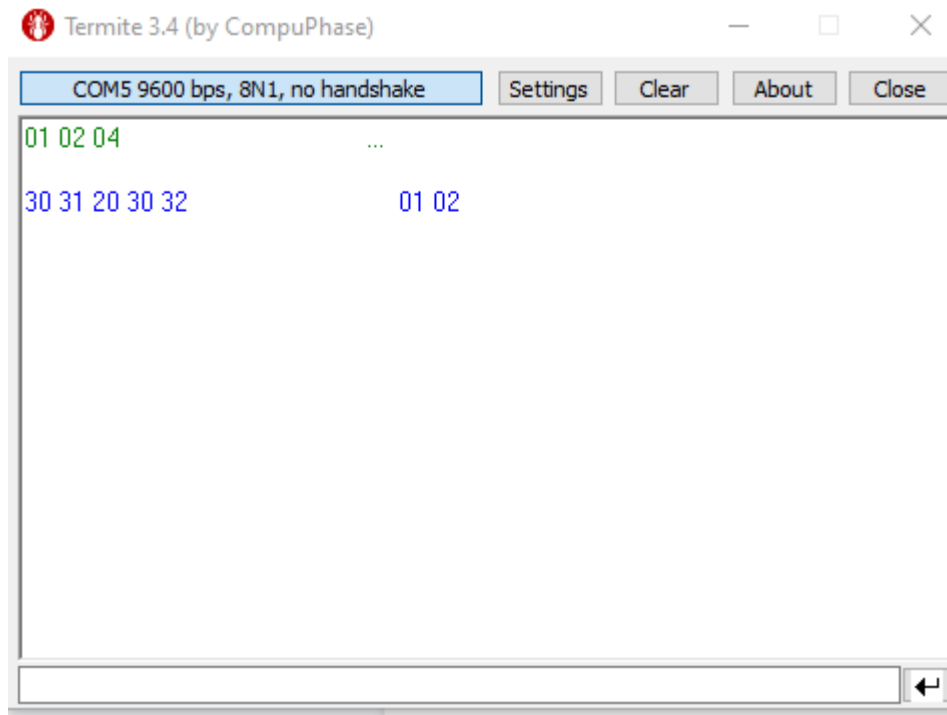 Termite 3.4 (by CompuPhase)
COM5 9600 bps, 8N1, no handshake Settings Clear About Close
01 02 04 ...
30 31 20 30 32 01 02